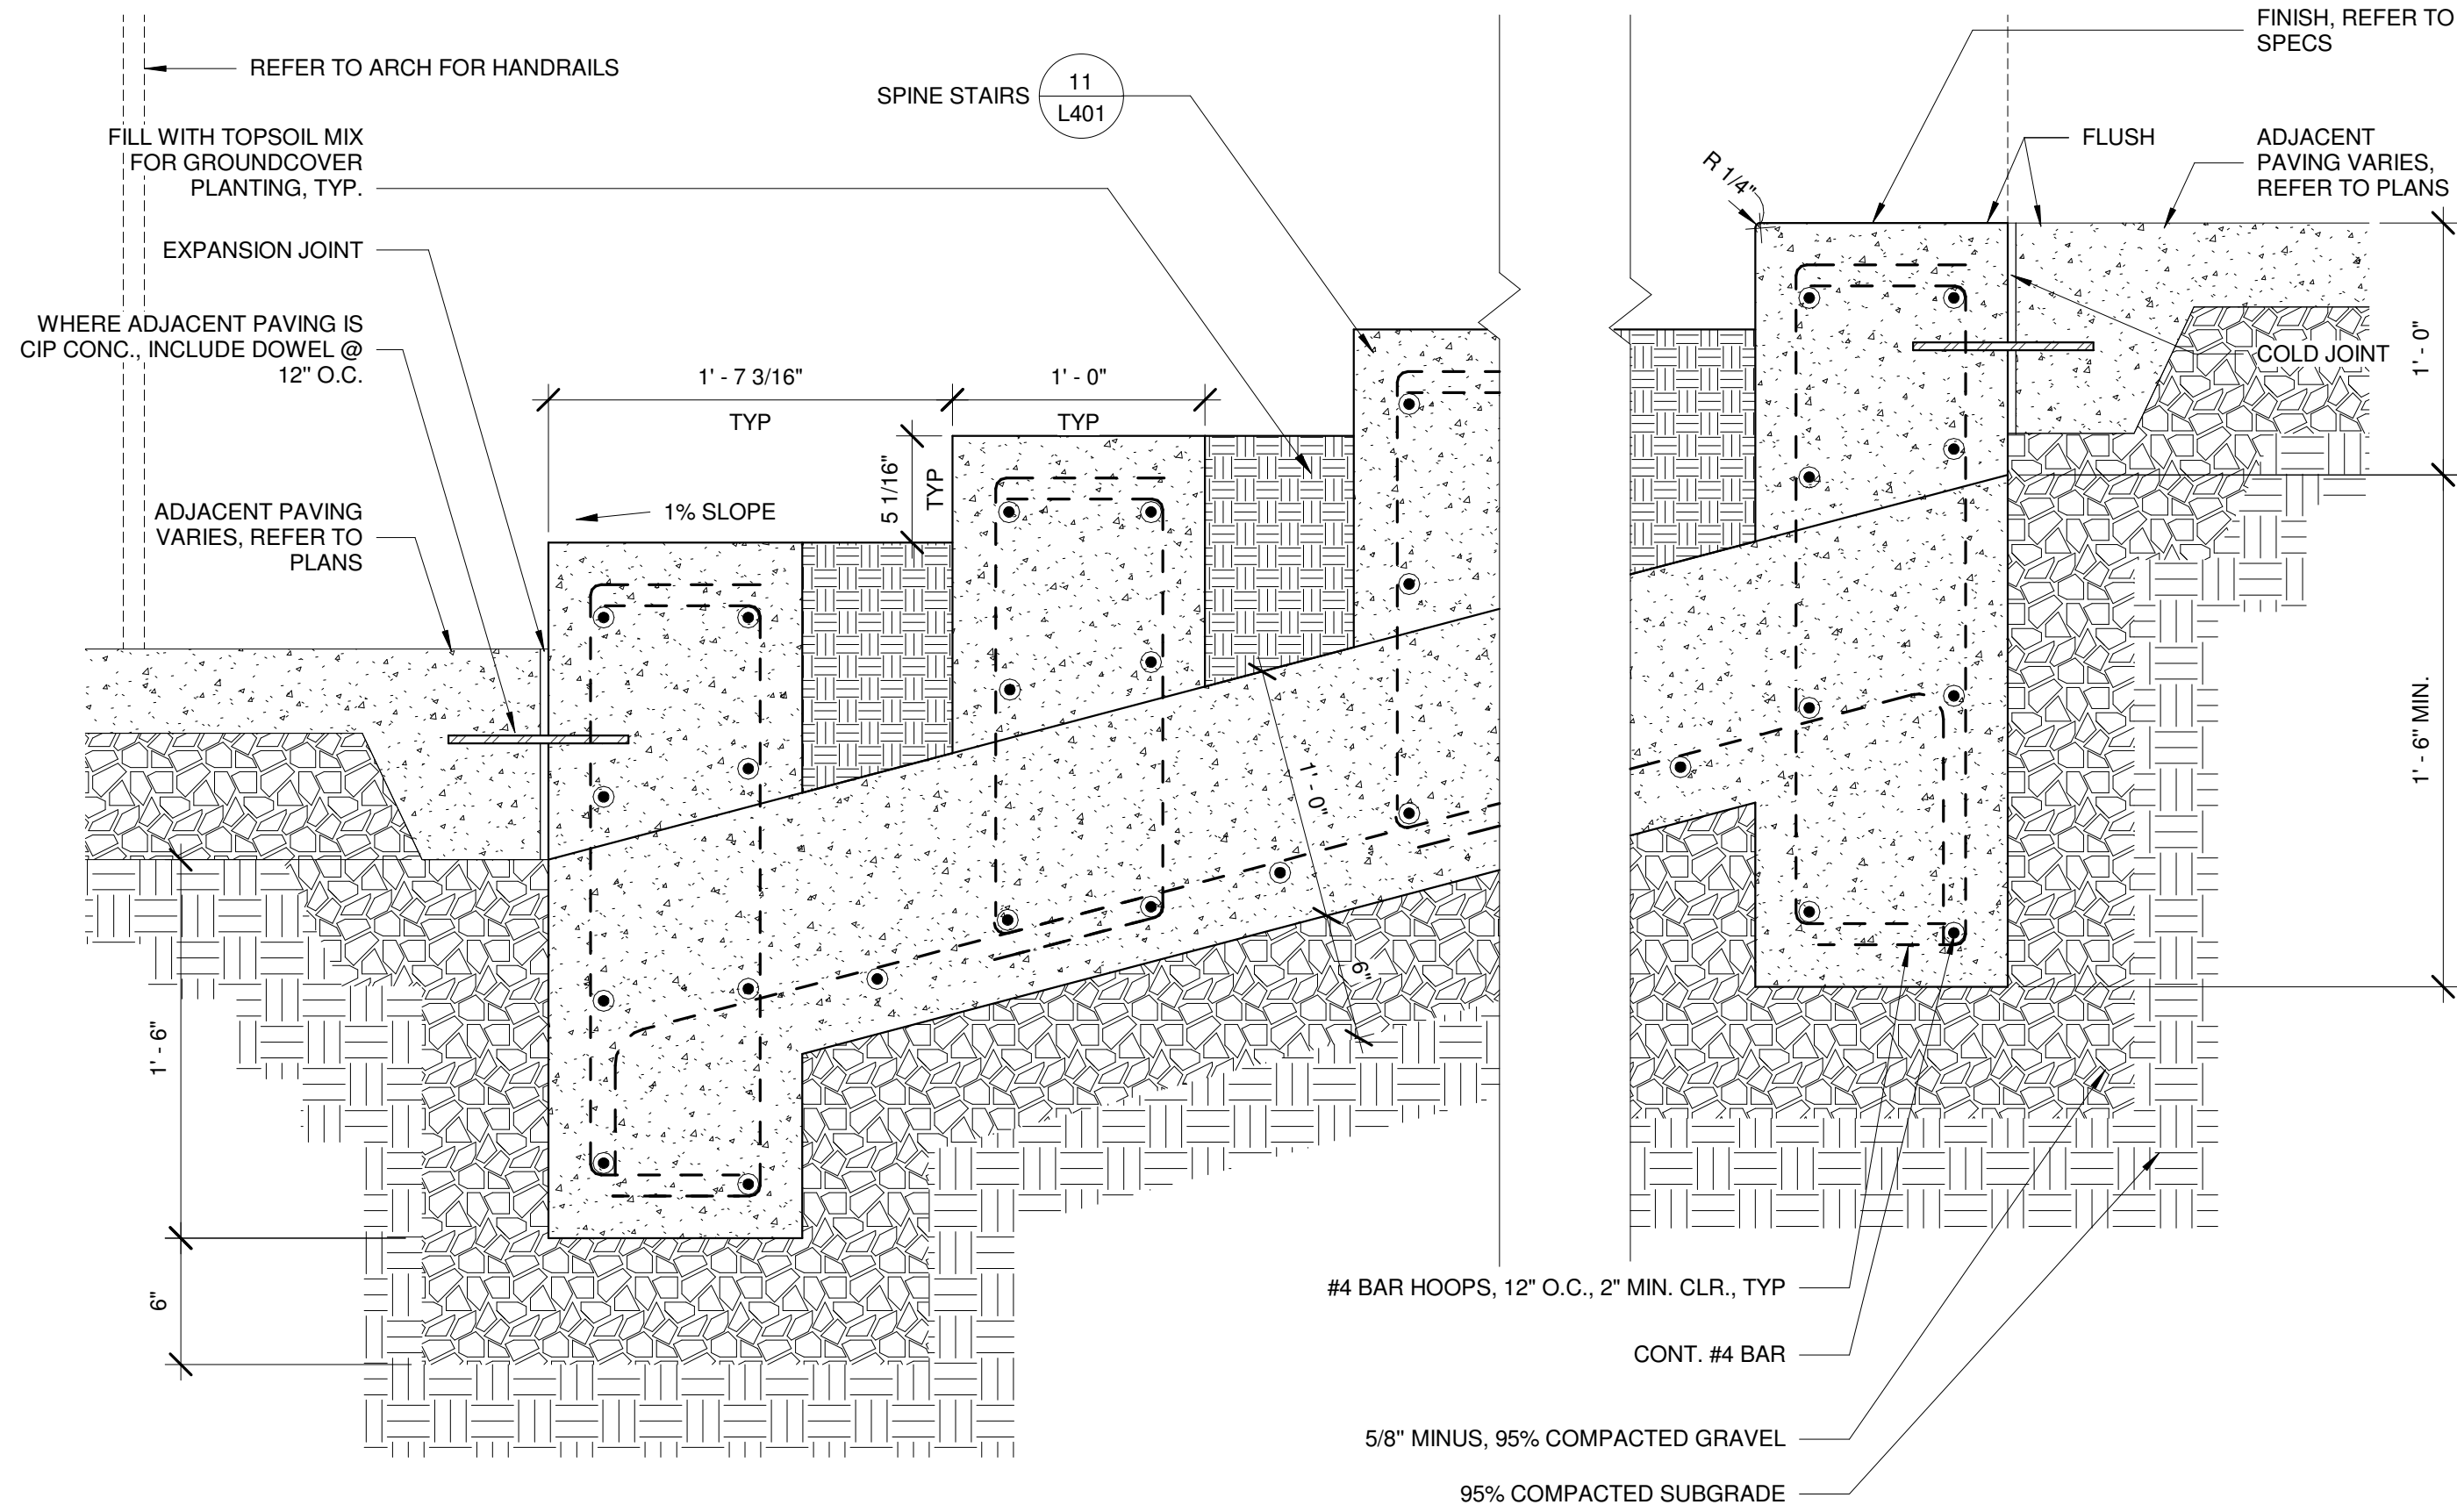 FINISH, REFER TO
SPECS
REFER TO ARCH FOR HANDRAILS
SPINE STAIRS
11
L401
FILL WITH TOPSOIL MIX
FOR GROUNDCOVER
PLANTING, TYP.
FLUSH
ADJACENT
PAVING VARIES,
REFER TO PLANS
R 1/4"
EXPANSION JOINT
WHERE ADJACENT PAVING IS
CIP CONC., INCLUDE DOWEL @
12" O.C.
COLD JOINT
1' - 0"
1' - 7 3/16"
TYP
1' - 0"
TYP
5 1/16"
TYP
ADJACENT PAVING
VARIES, REFER TO
PLANS
1% SLOPE
1' - 0"
6"
1' - 6" MIN.
1' - 6"
6"
#4 BAR HOOPS, 12" O.C., 2" MIN. CLR., TYP
CONT. #4 BAR
5/8" MINUS, 95% COMPACTED GRAVEL
95% COMPACTED SUBGRADE